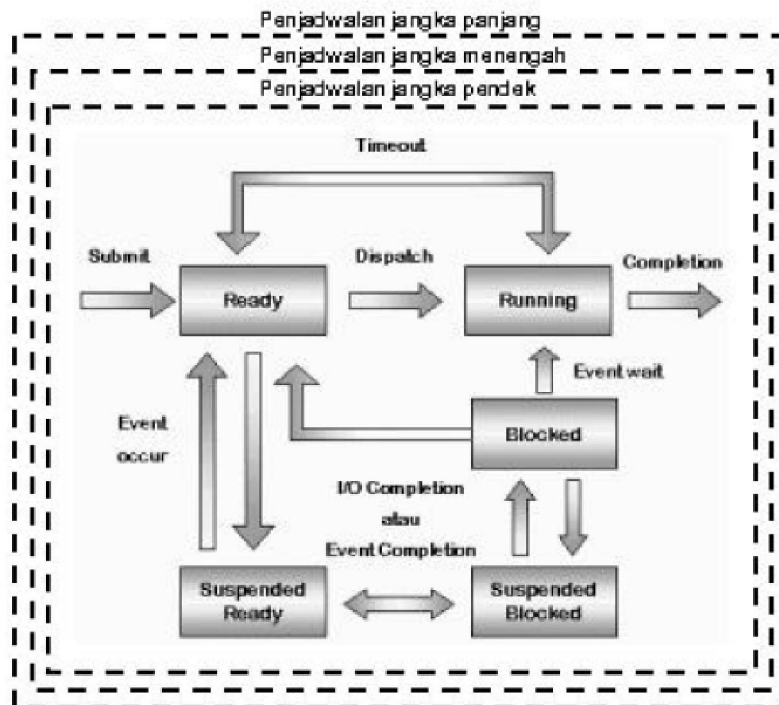 Penjadwalan jangka panjang
Penjadwalan jangka menengah
Penjadwalan jangka pendek
Timeout
Submit
Dispatch
Completion
Ready
Running
Event wait
Blocked
Event
occur
I/O Completion
atau
Event Completion
Suspended
Ready
Suspended
Blocked